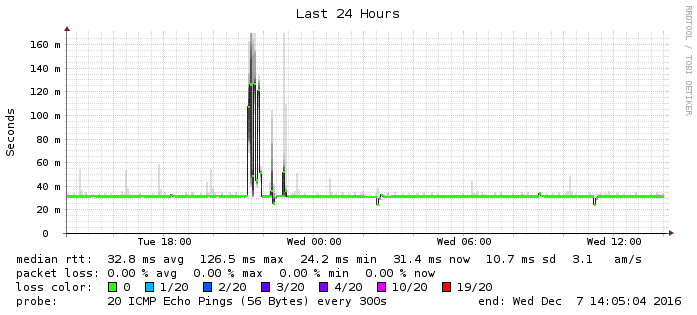 Last 24 Hours
RRDTOOL / TOBI OETIKER
Seconds
160 m
140 m
120 m
100 m
80 m
60 m
40 m
20 m
0
Tue 18:00 Wed 00:00 Wed 06:00 Wed 12:00
median rtt: 32.8 ms avg 126.5 ms max 24.2 ms min 31.4 ms now 10.7 ms sd 3.1 am/s
packet loss: 0.00 % avg 0.00 % max 0.00 % min 0.00 % now
loss color: 0 1/20 2/20 3/20 4/20 10/20 19/20
probe: 20 ICMP Echo Pings (56 Bytes) every 300s end: Wed Dec 7 14:05:04 2016